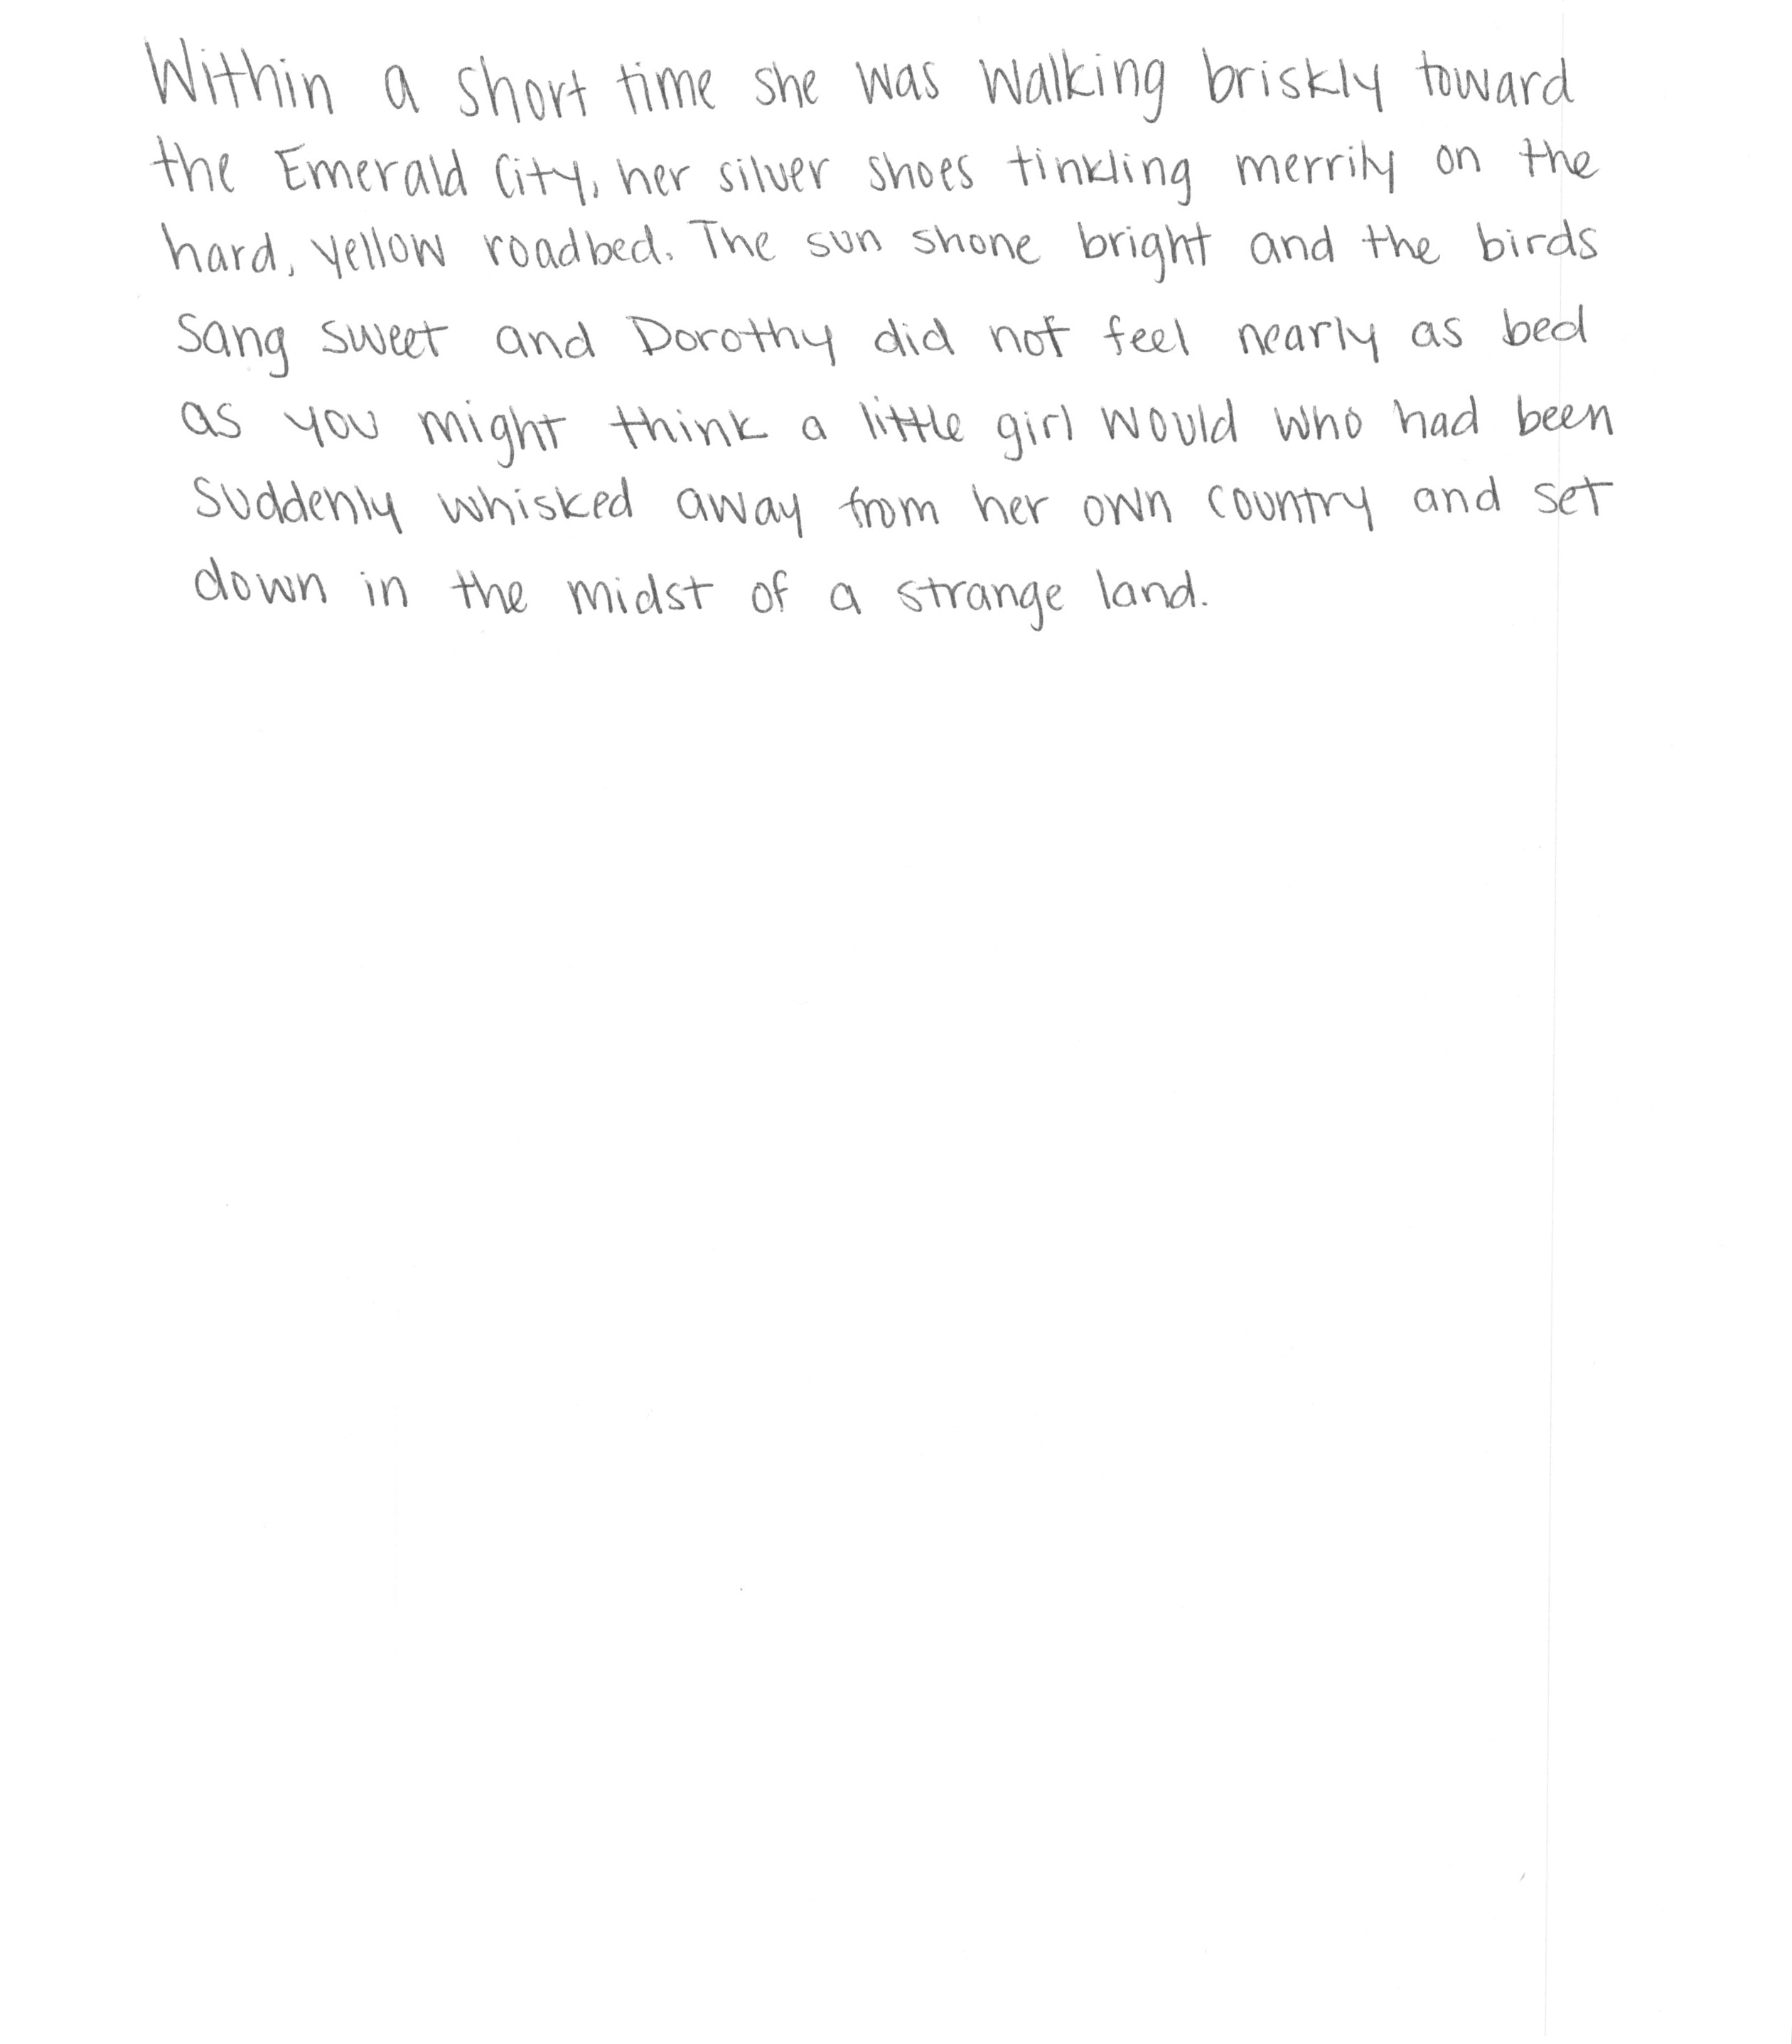 Within a short time she was walking briskly toward
the Emerald City, her silver shoes tinkling merrily on the
hard, yellow roadbed. The sun shone bright and the birds
sang sweet and Dorothy did not feel nearly as bed
as you might think a little girl would who had been
suddenly whisked away from her own country and set
down in the midst of a strange land.